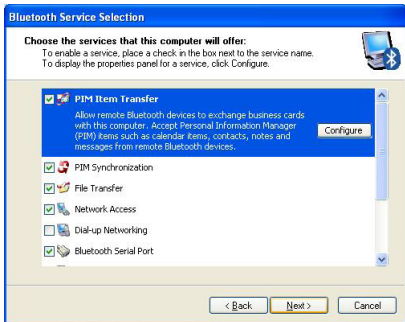 Bluetooth Service Selection
Choose the services that this computer will offer:
To enable a service, place a check in the box next to the service name.
To display the properties panel for a service, click Configure.
PIM Item Transfer
Allow remote Bluetooth devices to exchange business cards
with this computer. Accept Personal Information Manager
(PIM) items such as calendar items, contacts, notes and
messages from remote Bluetooth devices.
Configure
PIM Synchronization
File Transfer
Network Access
Dial-up Networking
Bluetooth Serial Port
< Back
Next >
Cancel